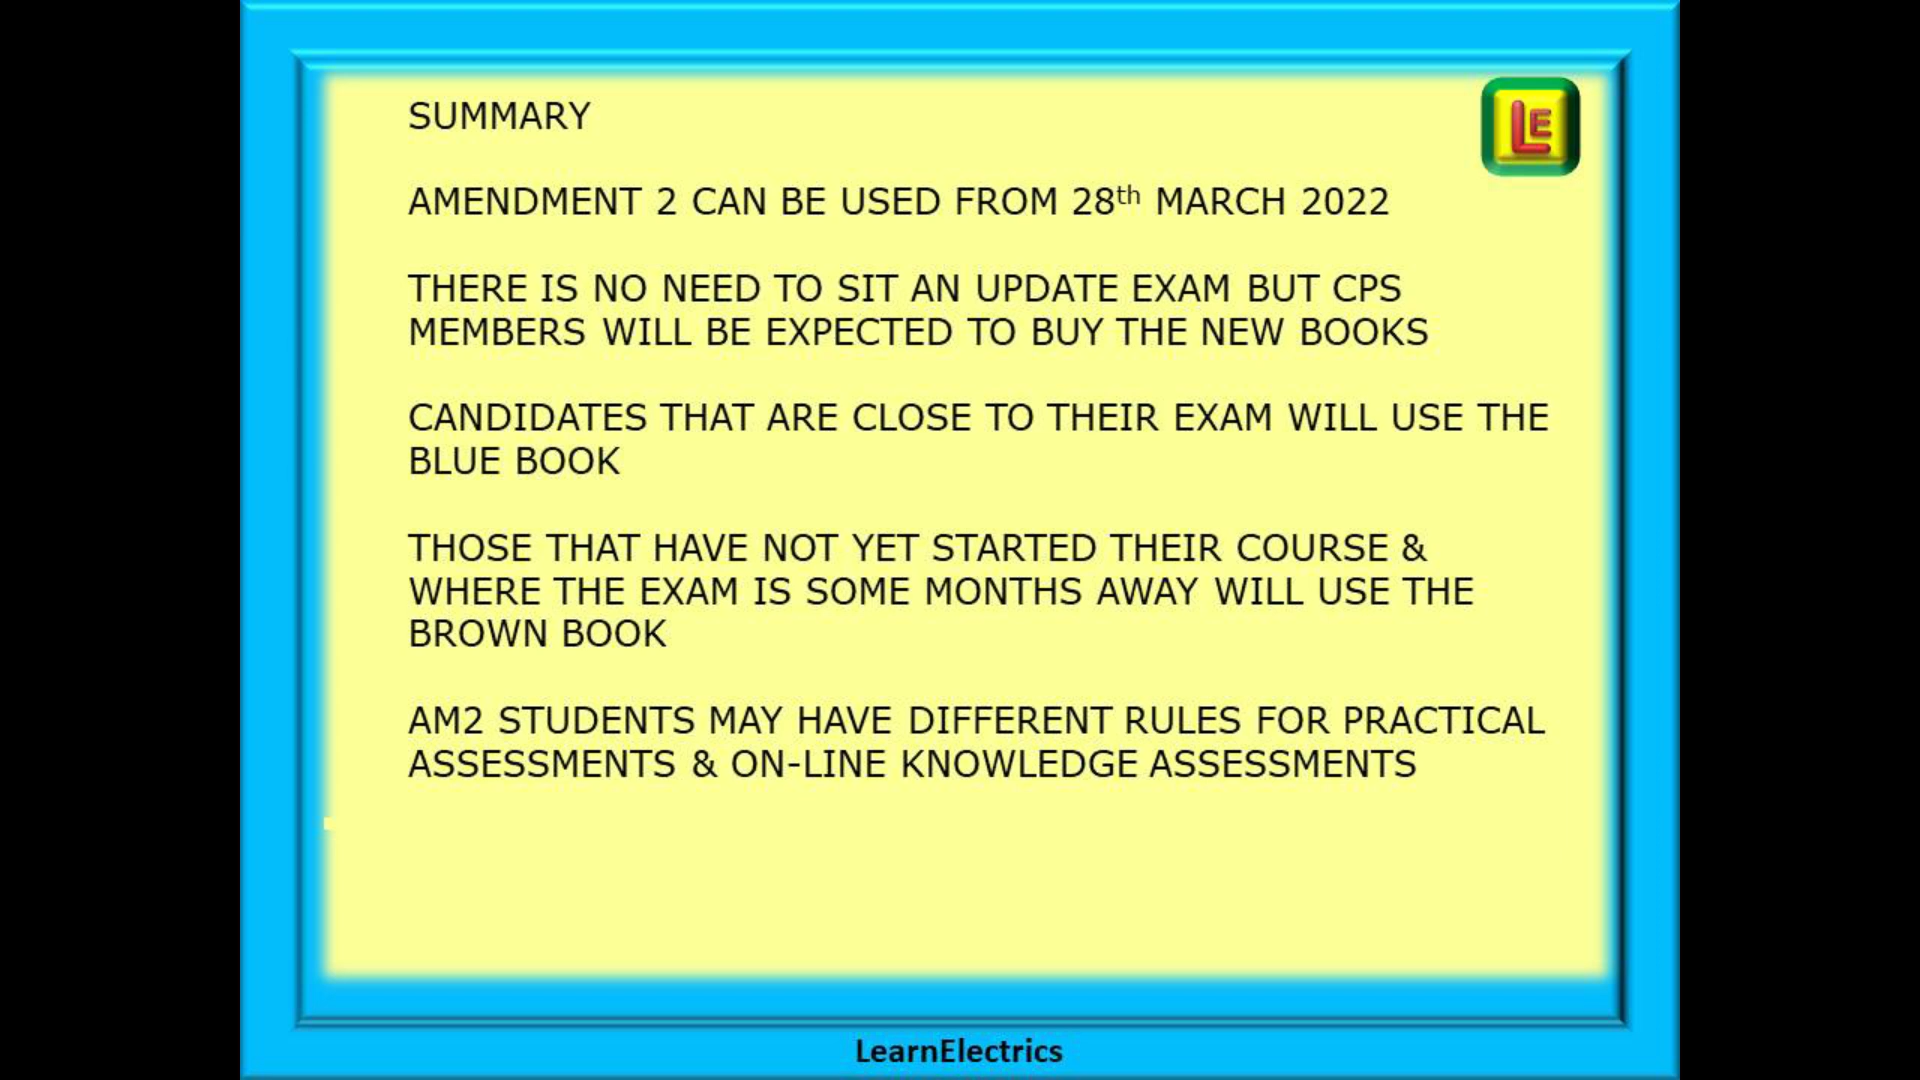 SUMMARY
LE
AMENDMENT 2 CAN BE USED FROM 28th MARCH 2022
THERE IS NO NEED TO SIT AN UPDATE EXAM BUT CPS
MEMBERS WILL BE EXPECTED TO BUY THE NEW BOOKS
CANDIDATES THAT ARE CLOSE TO THEIR EXAM WILL USE THE
BLUE BOOK
THOSE THAT HAVE NOT YET STARTED THEIR COURSE &
WHERE THE EXAM IS SOME MONTHS AWAY WILL USE THE
BROWN BOOK
AM2 STUDENTS MAY HAVE DIFFERENT RULES FOR PRACTICAL
ASSESSMENTS & ON-LINE KNOWLEDGE ASSESSMENTS
LearnElectrics